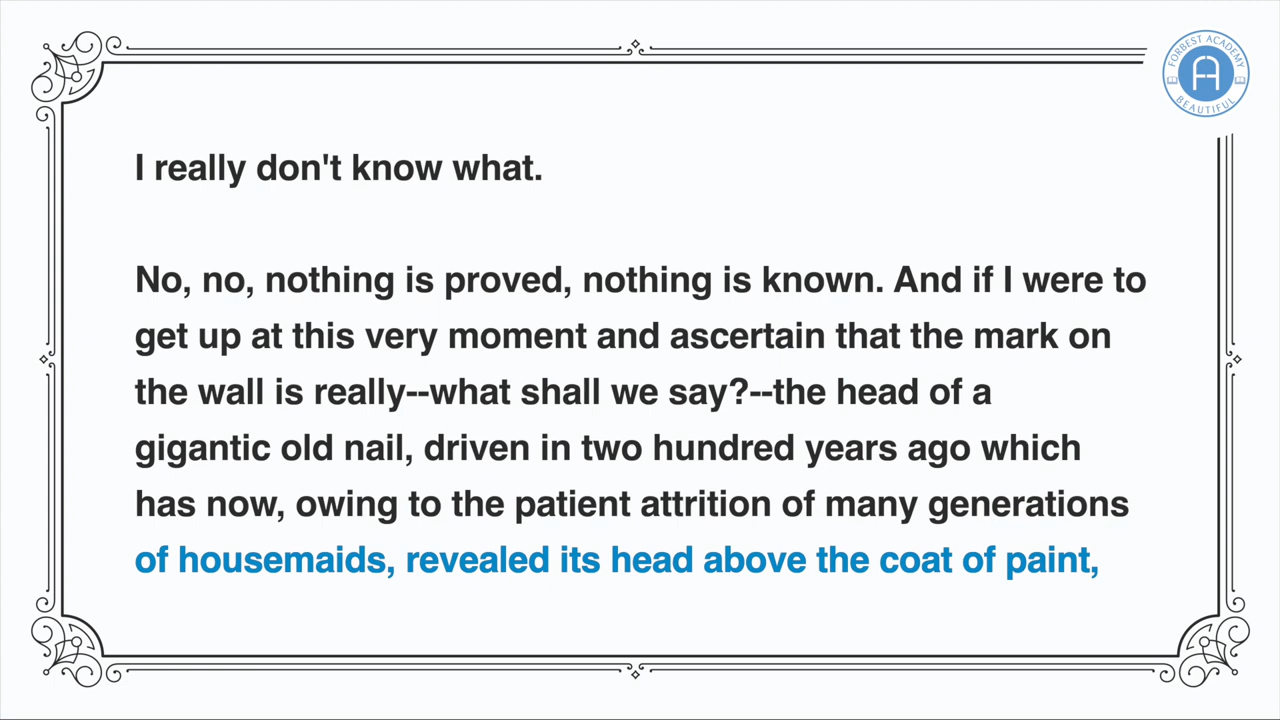 FORBEST ACADEMY
A
BEAUTIFUL
I really don't know what.
No, no, nothing is proved, nothing is known. And if I were to
get up at this very moment and ascertain that the mark on
the wall is really--what shall we say?--the head of a
gigantic old nail, driven in two hundred years ago which
has now, owing to the patient attrition of many generations
of housemaids, revealed its head above the coat of paint,